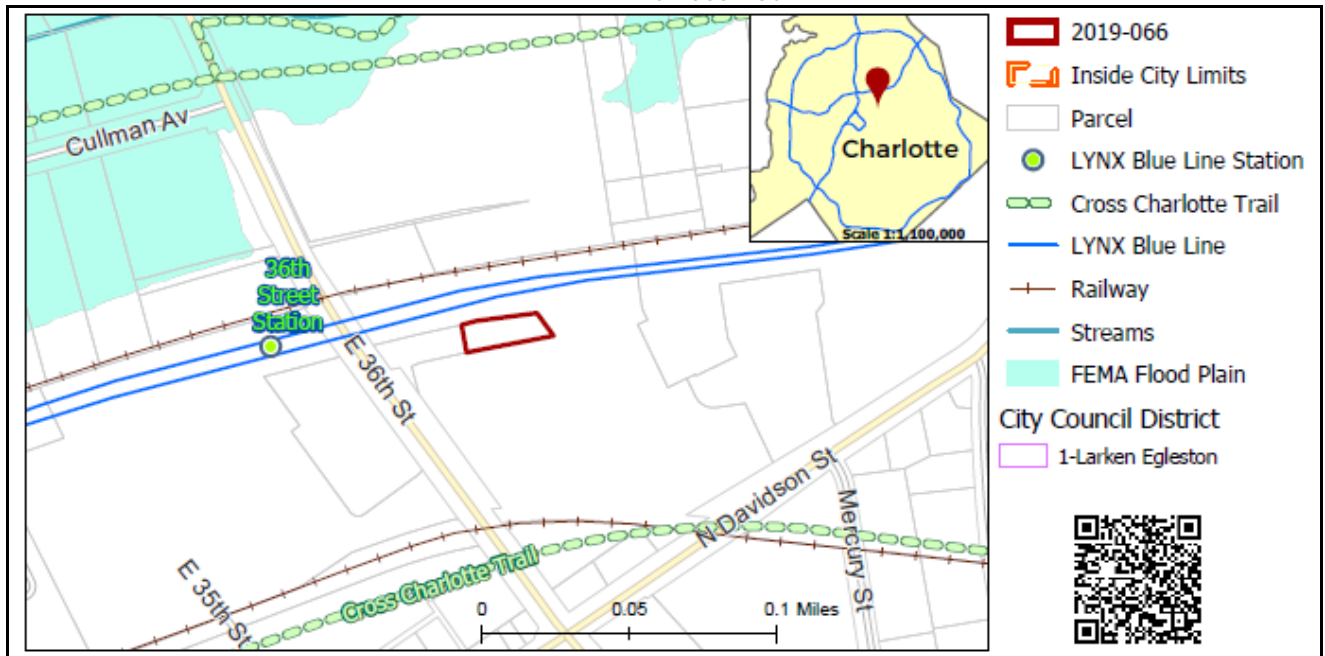 Cullman Av
36th
Street
Station
E 36th St
E 35th St
Cross Charlotte Trail
N Davidson St
Mercury St
0 0.05 0.1 Miles
Charlotte
Scale 1:1,100,000
2019-066
Inside City Limits
Parcel
LYNX Blue Line Station
Cross Charlotte Trail
LYNX Blue Line
Railway
Streams
FEMA Flood Plain
City Council District
1-Larken Egleston